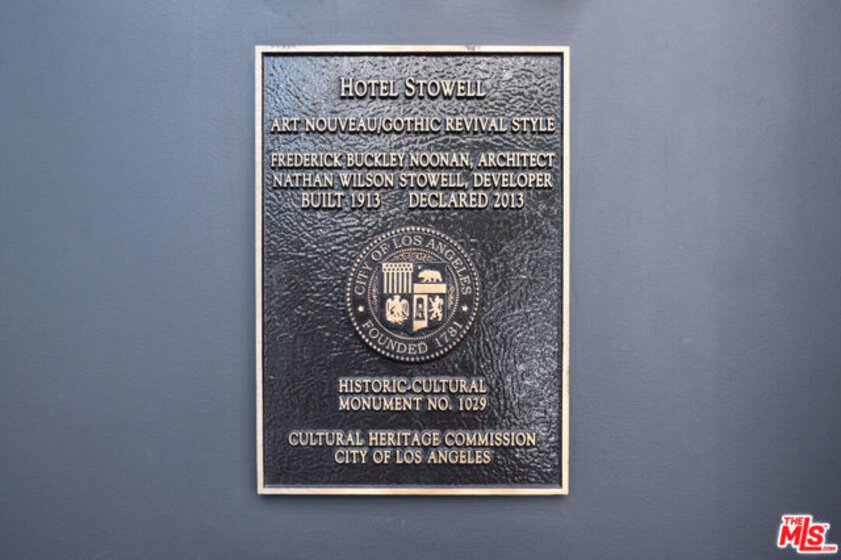 HOTEL STOWELL
ART NOUVEAU/GOTHIC REVIVAL STYLE
FREDERICK BUCKLEY NOONAN, ARCHITECT
NATHAN WILSON STOWELL, DEVELOPER
BUILT 1913 DECLARED 2013
CITY OF LOS ANGELES
FOUNDED 1781
HISTORIC-CULTURAL
MONUMENT NO. 1029
CULTURAL HERITAGE COMMISSION
CITY OF LOS ANGELES
THE
MLS